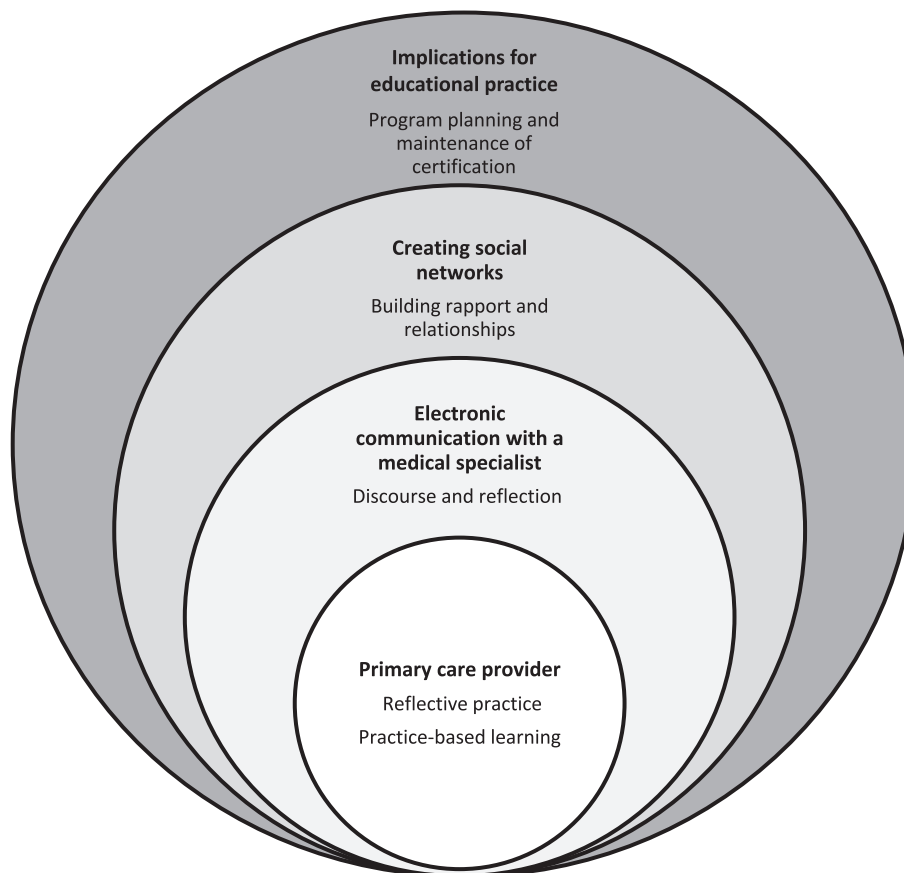 Implications for
educational practice
Program planning and
maintenance of
certification
Creating social
networks
Building rapport and
relationships
Electronic
communication with a
medical specialist
Discourse and reflection
Primary care provider
Reflective practice
Practice-based learning